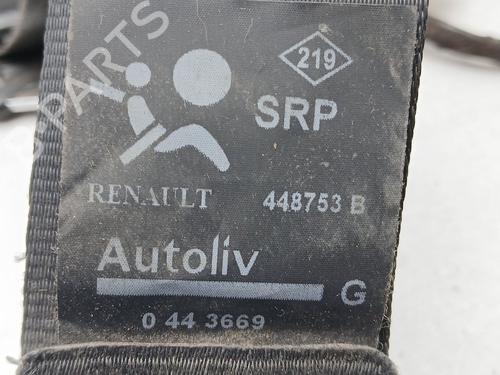 219
SRP
RENAULT 448753 B
Autoliv
G
0 44 3669
PARTS